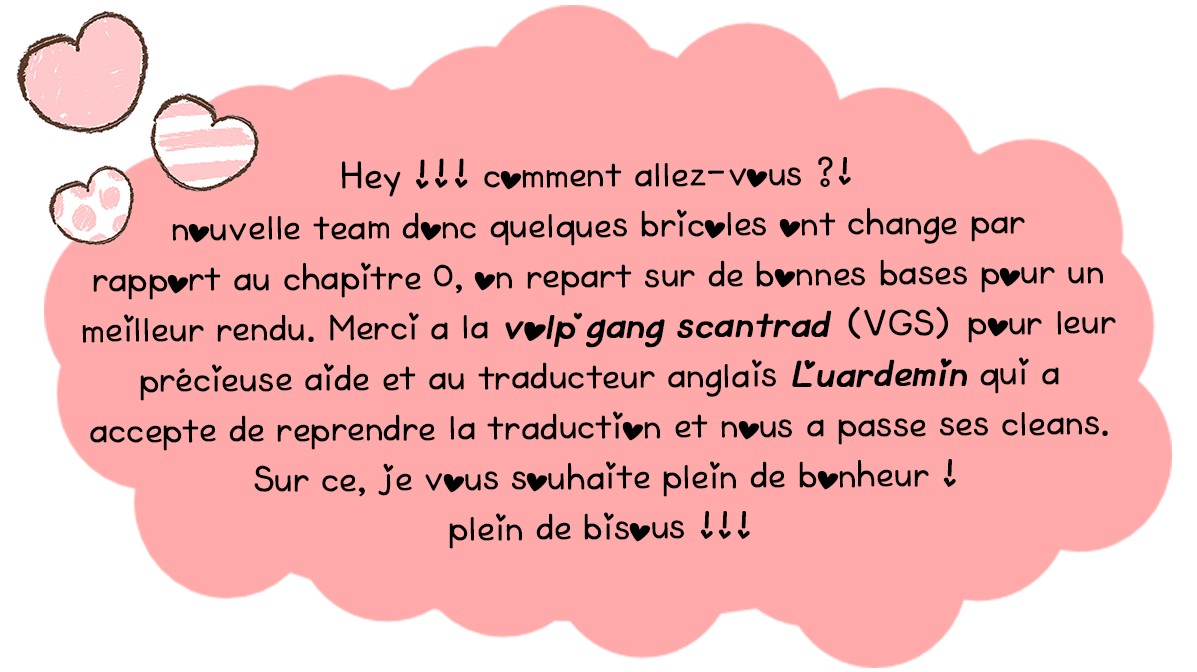 Hey !!! comment allez-vous ?!
nouvelle team donc quelques bricoles ont change par
rapport au chapitre 0, on repart sur de bonnes bases pour un
meilleur rendu. Merci a la volp'gang scantrad (VGS) pour leur
précieuse aide et au traducteur anglais Luardemin qui a
accepte de reprendre la traduction et nous a passe ses cleans.
Sur ce, je vous souhaite plein de bonheur !
plein de bisous !!!